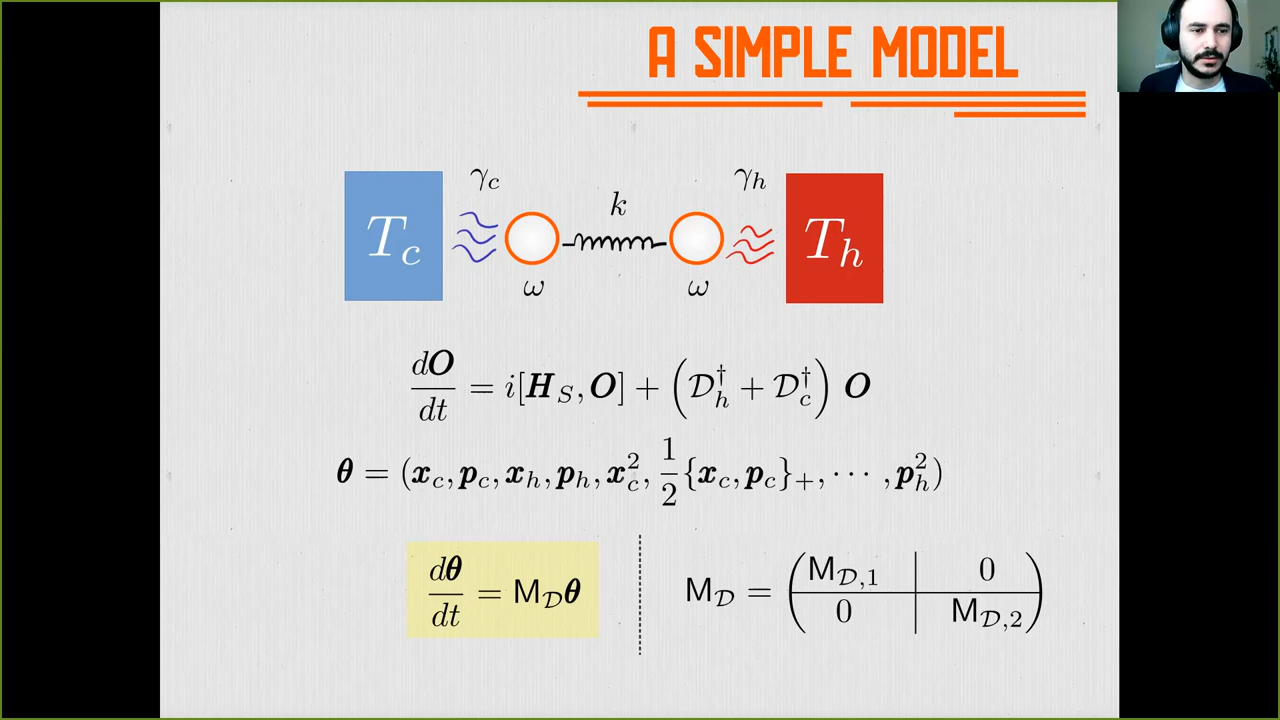 A SIMPLE MODEL
γ_c k γ_h
T_c T_h
ω ω
dO/dt = i[H_S, O] + (𝒟_h^† + 𝒟_c^†) O
θ = (x_c, p_c, x_h, p_h, x_c^2, 1/2{x_c, p_c}_+, ⋯ , p_h^2)
dθ/dt = M_𝒟θ
M_𝒟 = (M_𝒟,1 | 0
0 | M_𝒟,2)